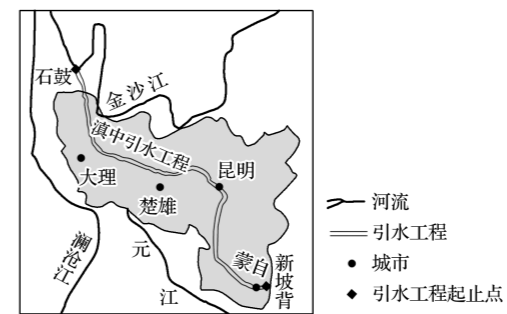 石鼓
金沙江
滇中引水工程
大理
昆明
楚雄
澜沧江
元江
蒙自
新坡背
河流
引水工程
城市
引水工程起止点